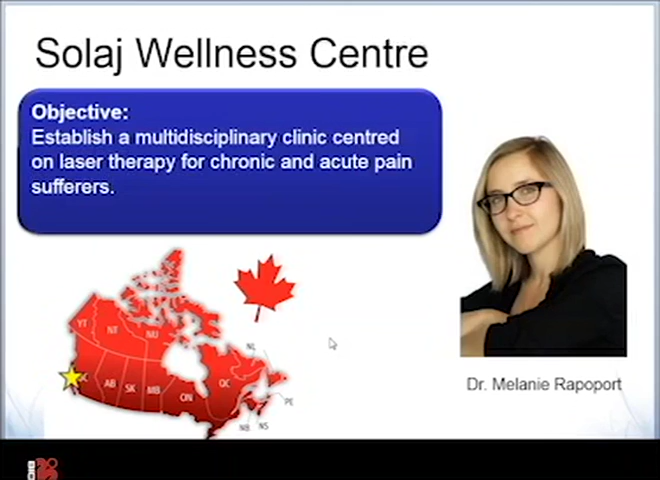 Solaj Wellness Centre
Objective:
Establish a multidisciplinary clinic centred
on laser therapy for chronic and acute pain
sufferers.
YT
NT
NU
NL
AB
SK
MB
ON
QC
PE
NB
NS
Dr. Melanie Rapoport